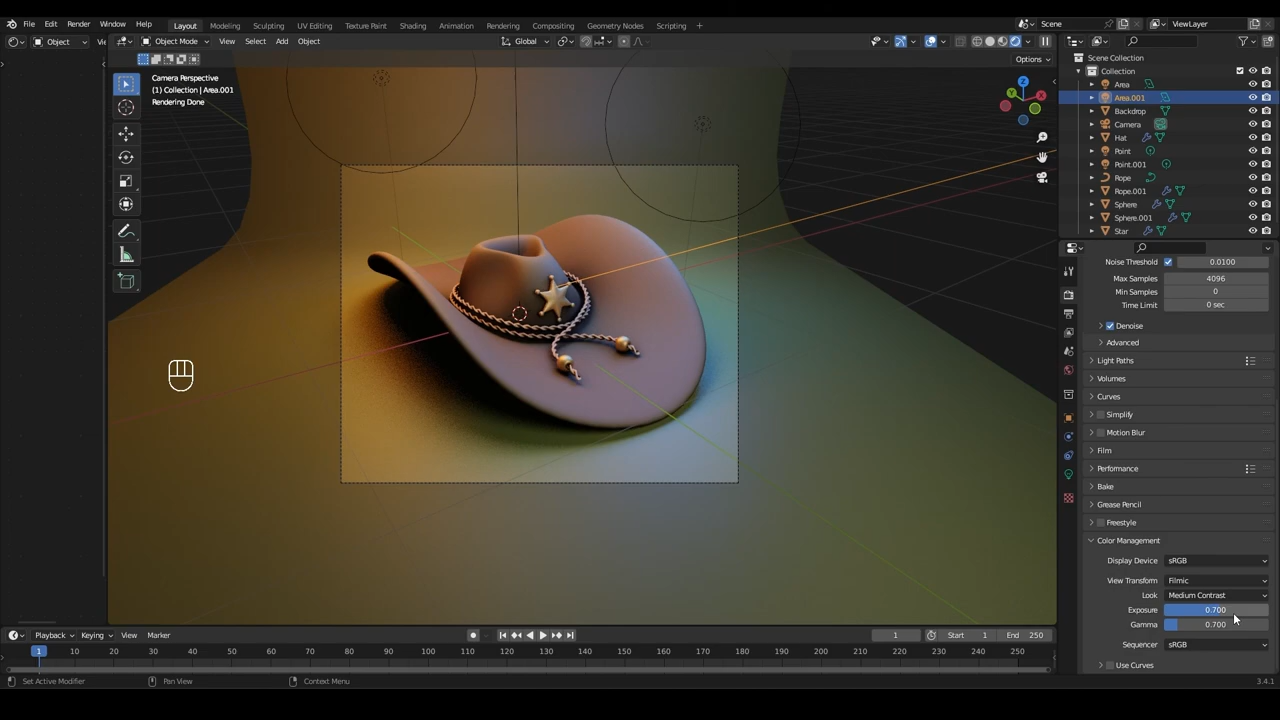 File Edit Render Window Help Layout Modeling Sculpting UV Editing Texture Paint Shading Animation Rendering Compositing Geometry Nodes Scripting + Scene ViewLayer
Object Object Mode View Select Add Object Global
Options
Camera Perspective
(1) Collection | Area.001
Rendering Done
Z
Y
X
Scene Collection
Collection
Area
Area.001
Backdrop
Camera
Hat
Point
Point.001
Rope
Rope.001
Sphere
Sphere.001
Star
Noise Threshold 0.0100
Max Samples 4096
Min Samples 0
Time Limit 0 sec
Denoise
Advanced
Light Paths
Volumes
Curves
Simplify
Motion Blur
Film
Performance
Bake
Grease Pencil
Freestyle
Color Management
Display Device sRGB
View Transform Filmic
Look Medium Contrast
Exposure 0.700
Gamma 0.700
Sequencer sRGB
Use Curves
Playback Keying View Marker 1 Start 1 End 250
1 10 20 30 40 50 60 70 80 90 100 110 120 130 140 150 160 170 180 190 200 210 220 230 240 250
Set Active Modifier Pan View Context Menu 3.4.1